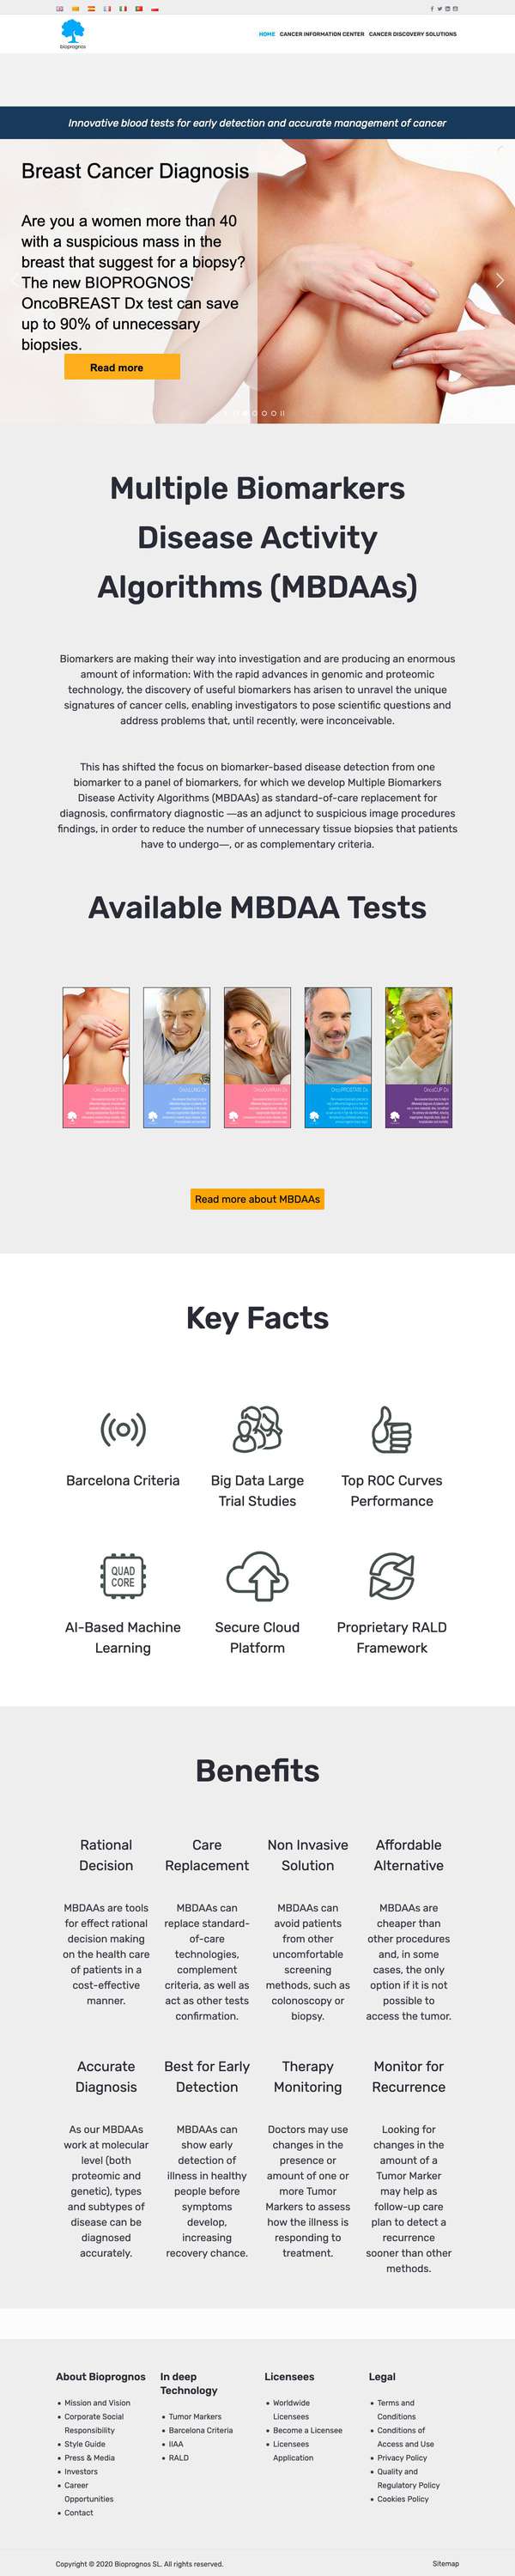 bioprognos
HOME CANCER INFORMATION CENTER CANCER DISCOVERY SOLUTIONS
Innovative blood tests for early detection and accurate management of cancer
Breast Cancer Diagnosis
Are you a women more than 40
with a suspicious mass in the
breast that suggest for a biopsy?
The new BIOPROGNOS'
OncoBREAST Dx test can save
up to 90% of unnecessary
biopsies.
Read more
Multiple Biomarkers
Disease Activity
Algorithms (MBDAAs)
Biomarkers are making their way into investigation and are producing an enormous
amount of information: With the rapid advances in genomic and proteomic
technology, the discovery of useful biomarkers has arisen to unravel the unique
signatures of cancer cells, enabling investigators to pose scientific questions and
address problems that, until recently, were inconceivable.
This has shifted the focus on biomarker-based disease detection from one
biomarker to a panel of biomarkers, for which we develop Multiple Biomarkers
Disease Activity Algorithms (MBDAAs) as standard-of-care replacement for
diagnosis, confirmatory diagnostic —as an adjunct to suspicious image procedures
findings, in order to reduce the number of unnecessary tissue biopsies that patients
have to undergo—, or as complementary criteria.
Available MBDAA Tests
OncoBREAST Dx OncoLUNG Dx OncoOVARIAN Dx OncoPROSTATE Dx OncoCUP Dx
Read more about MBDAAs
Key Facts
Barcelona Criteria
Big Data Large
Trial Studies
Top ROC Curves
Performance
QUAD
CORE
AI-Based Machine
Learning
Secure Cloud
Platform
Proprietary RALD
Framework
Benefits
Rational
Decision
MBDAAs are tools
for effect rational
decision making
on the health care
of patients in a
cost-effective
manner.
Care
Replacement
MBDAAs can
replace standard-
of-care
technologies,
complement
criteria, as well as
act as other tests
confirmation.
Non Invasive
Solution
MBDAAs can
avoid patients
from other
uncomfortable
screening
methods, such as
colonoscopy or
biopsy.
Affordable
Alternative
MBDAAs are
cheaper than
other procedures
and, in some
cases, the only
option if it is not
possible to
access the tumor.
Accurate
Diagnosis
As our MBDAAs
work at molecular
level (both
proteomic and
genetic), types
and subtypes of
disease can be
diagnosed
accurately.
Best for Early
Detection
MBDAAs can
show early
detection of
illness in healthy
people before
symptoms
develop,
increasing
recovery chance.
Therapy
Monitoring
Doctors may use
changes in the
presence or
amount of one or
more Tumor
Markers to assess
how the illness is
responding to
treatment.
Monitor for
Recurrence
Looking for
changes in the
amount of a
Tumor Marker
may help as
follow-up care
plan to detect a
recurrence
sooner than other
methods.
About Bioprognos
Mission and Vision
Corporate Social
Responsibility
Style Guide
Press & Media
Investors
Career
Opportunities
Contact
In deep
Technology
Tumor Markers
Barcelona Criteria
IIAA
RALD
Licensees
Worldwide
Licensees
Become a Licensee
Licensees
Application
Legal
Terms and
Conditions
Conditions of
Access and Use
Privacy Policy
Quality and
Regulatory Policy
Cookies Policy
Copyright © 2020 Bioprognos SL. All rights reserved.
Sitemap